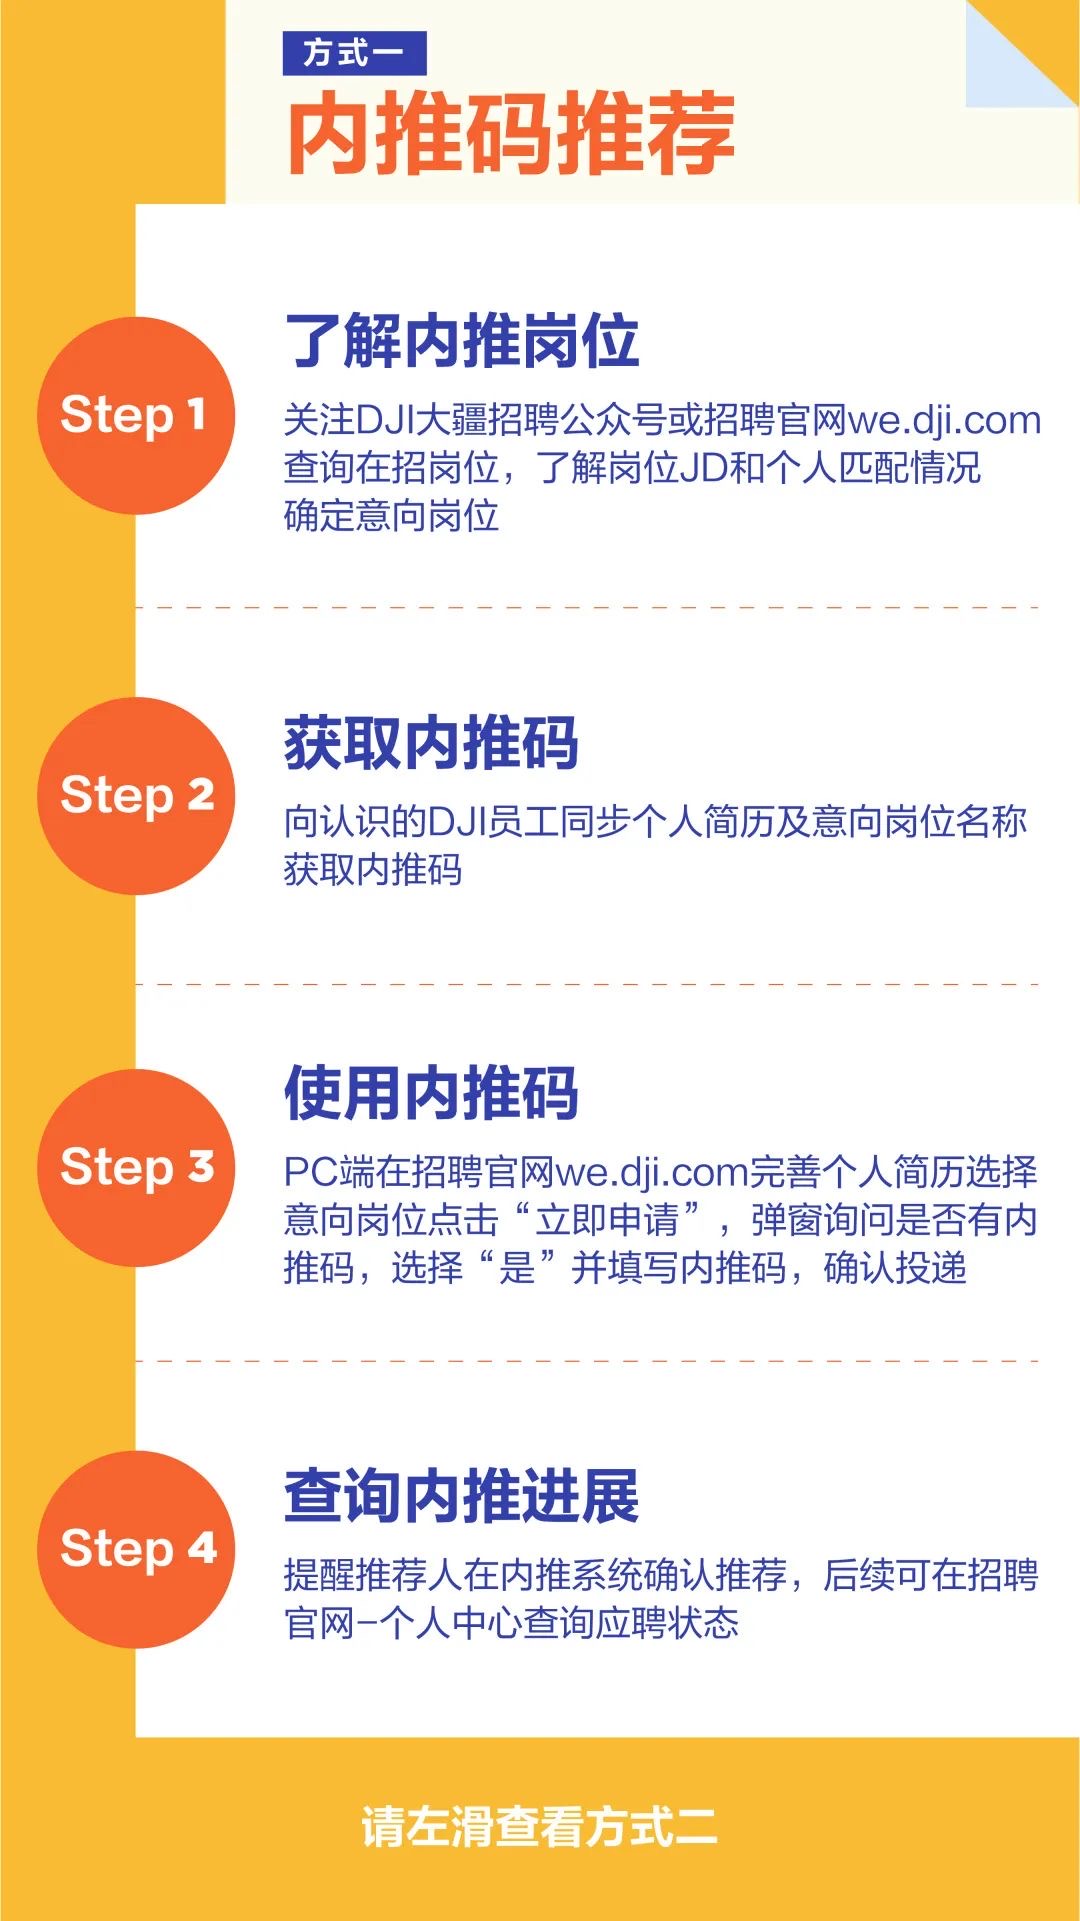 方式一
内推码推荐
Step 1
了解内推岗位
关注DJI大疆招聘公众号或招聘官网we.dji.com
查询在招岗位，了解岗位JD和个人匹配情况
确定意向岗位
Step 2
获取内推码
向认识的DJI员工同步个人简历及意向岗位名称
获取内推码
Step 3
使用内推码
PC端在招聘官网we.dji.com完善个人简历选择
意向岗位点击“立即申请”，弹窗询问是否有内
推码，选择“是”并填写内推码，确认投递
Step 4
查询内推进展
提醒推荐人在内推系统确认推荐，后续可在招聘
官网-个人中心查询应聘状态
请左滑查看方式二